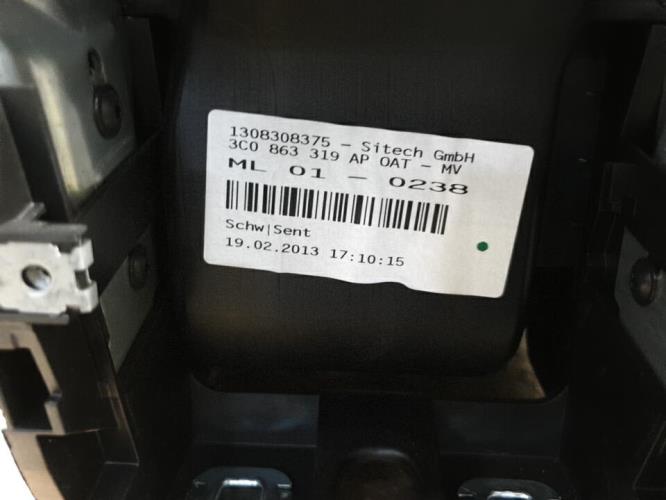 1308308375 - Sitech GmbH
3C0 863 319 AP OAT - MV
ML 01 - 0238
Schw|Sent
19.02.2013 17:10:15